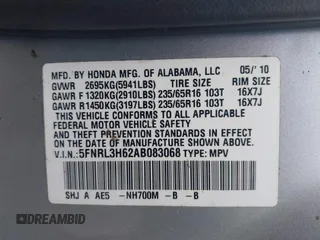 MFD. BY HONDA MFG. OF ALABAMA, LLC 05/'10
GVWR 2695KG(5941LBS) TIRE SIZE RIM SIZE
GAWR F 1320KG(2910LBS) 235/65R16 103T 16X7J
GAWR R 1450KG(3197LBS) 235/65R16 103T 16X7J
THIS VEHICLE CONFORMS TO ALL APPLICABLE
FEDERAL MOTOR VEHICLE SAFETY
STANDARDS IN EFFECT ON THE DATE OF
MANUFACTURE SHOWN ABOVE.
V.I.N:5FNRL3H62AB083068 TYPE: MPV
SHJ A AE5 -NH700M -B -B
DREAMBID